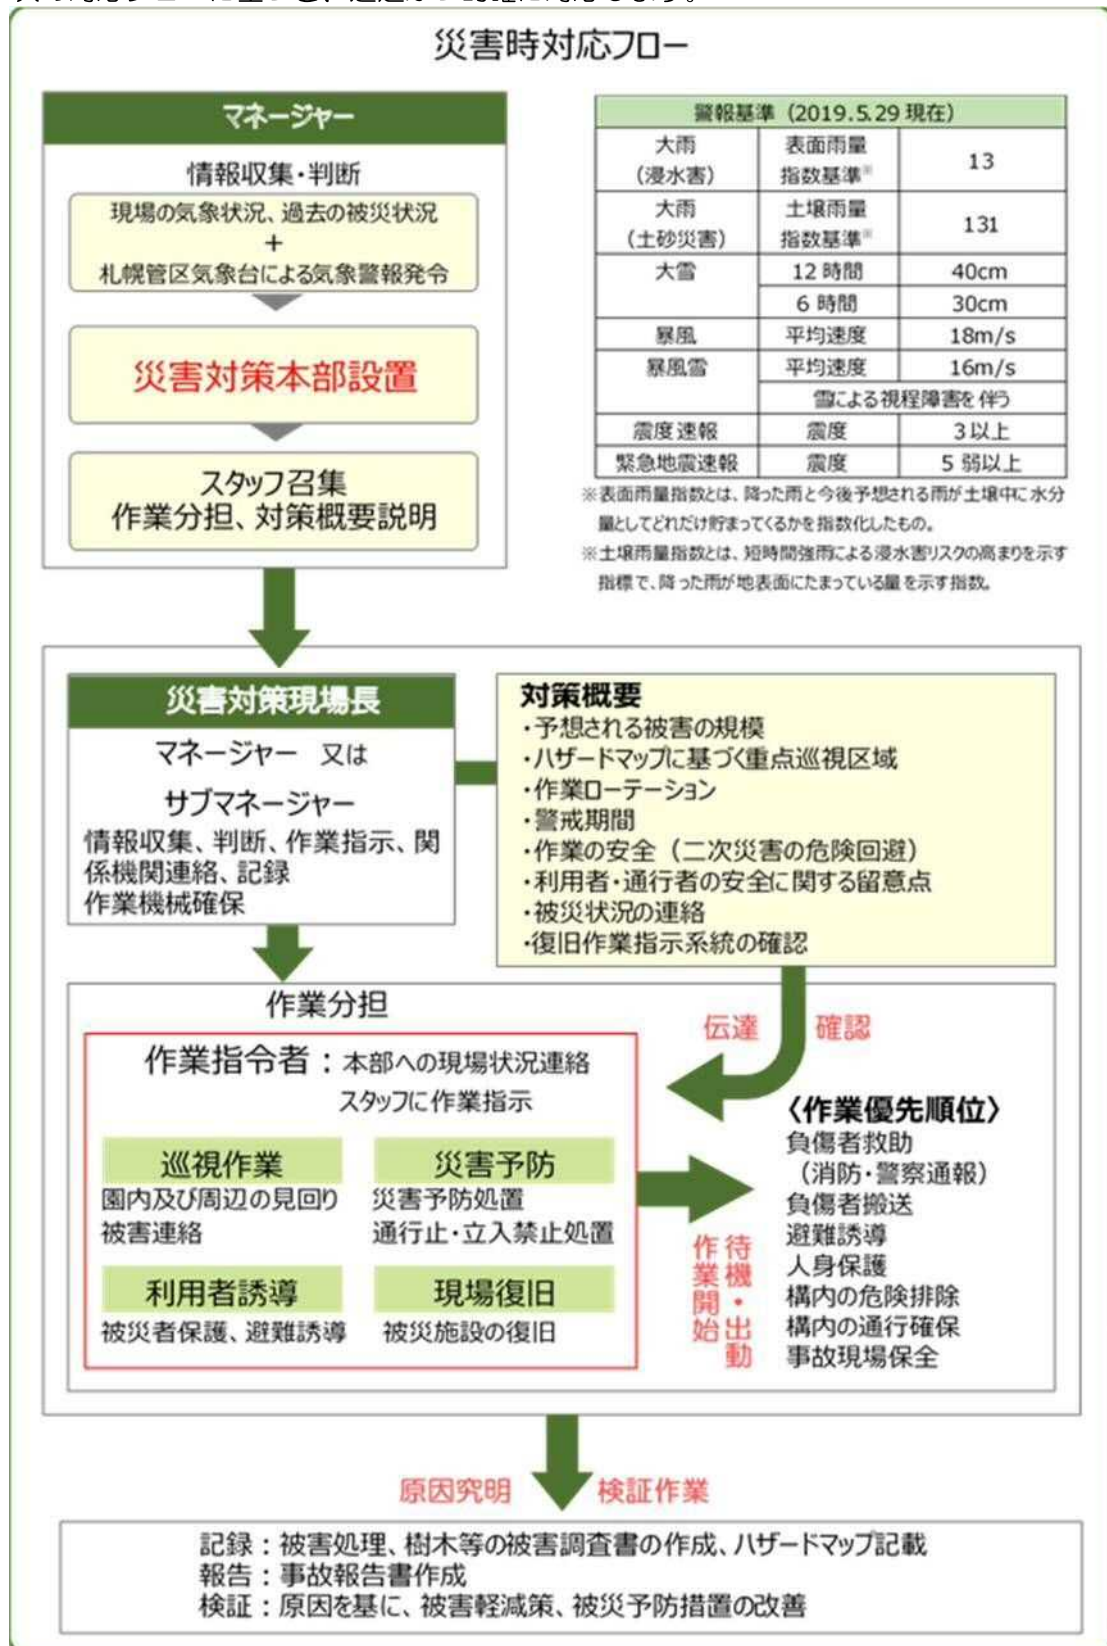 災害時対応フロー
マネージャー
情報収集・判断
現場の気象状況、過去の被災状況
+
札幌管区気象台による気象警報発令
災害対策本部設置
スタッフ召集
作業分担、対策概要説明
警報基準（2019.5.29 現在）
大雨
（浸水害）
表面雨量
指数基準※
13
大雨
（土砂災害）
土壌雨量
指数基準※
131
大雪
12 時間
40cm
6 時間
30cm
暴風
平均速度
18m/s
暴風雪
平均速度
16m/s
雪による視程障害を伴う
震度速報
震度
3 以上
緊急地震速報
震度
5 弱以上
※表面雨量指数とは、降った雨と今後予想される雨が土壌中に水分
量としてどれだけ貯まってくるかを指数化したもの。
※土壌雨量指数とは、短時間強雨による浸水害リスクの高まりを示す
指標で、降った雨が地表面にたまっている量を示す指数。
災害対策現場長
マネージャー 又は
サブマネージャー
情報収集、判断、作業指示、関
係機関連絡、記録
作業機械確保
対策概要
・予想される被害の規模
・ハザードマップに基づく重点巡視区域
・作業ローテーション
・警戒期間
・作業の安全（二次災害の危険回避）
・利用者・通行者の安全に関する留意点
・被災状況の連絡
・復旧作業指示系統の確認
伝達 確認
作業分担
作業指令者：本部への現場状況連絡
スタッフに作業指示
巡視作業
園内及び周辺の見回り
被害連絡
災害予防
災害予防処置
通行止・立入禁止処置
利用者誘導
被災者保護、避難誘導
現場復旧
被災施設の復旧
待機・出動
作業開始
〈作業優先順位〉
負傷者救助
（消防・警察通報）
負傷者搬送
避難誘導
人身保護
構内の危険排除
構内の通行確保
事故現場保全
原因究明 検証作業
記録：被害処理、樹木等の被害調査書の作成、ハザードマップ記載
報告：事故報告書作成
検証：原因を基に、被害軽減策、被災予防措置の改善